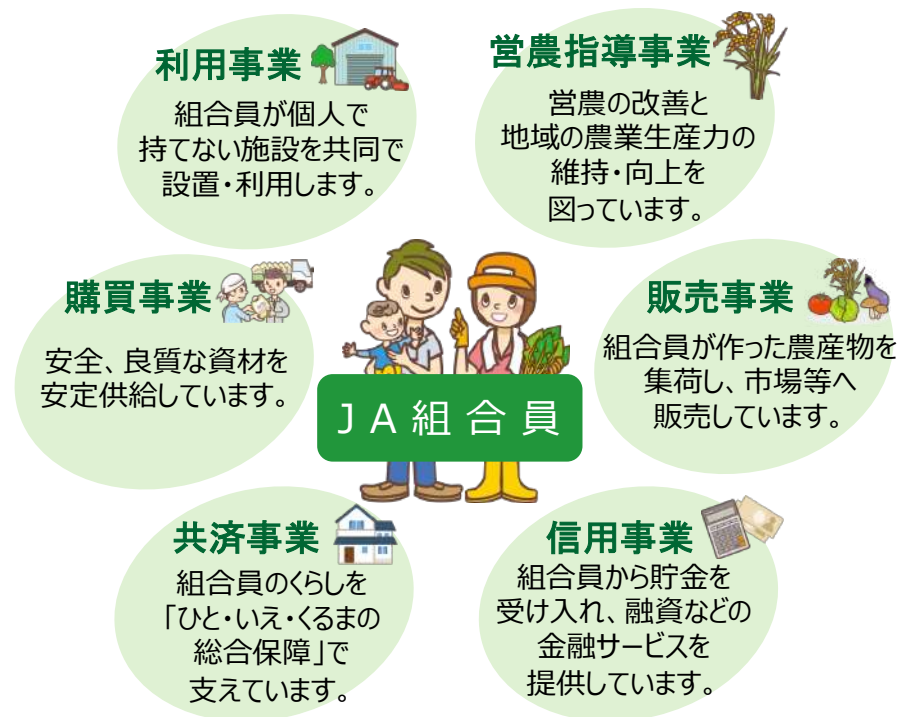 利用事業
組合員が個人で
持てない施設を共同で
設置・利用します。
営農指導事業
営農の改善と
地域の農業生産力の
維持・向上を
図っています。
購買事業
安全、良質な資材を
安定供給しています。
販売事業
組合員が作った農産物を
集荷し、市場等へ
販売しています。
JA組合員
共済事業
組合員のくらしを
「ひと・いえ・くるまの
総合保障」で
支えています。
信用事業
組合員から貯金を
受け入れ、融資などの
金融サービスを
提供しています。